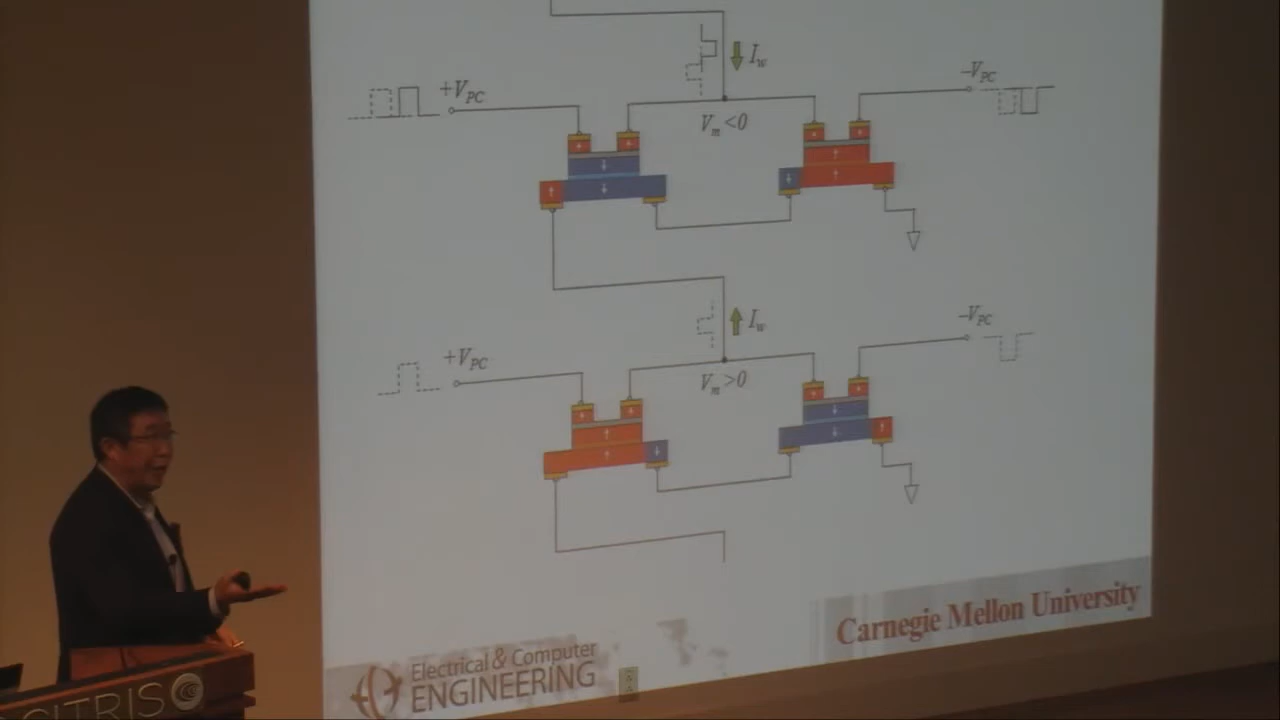 I_w
+V_PC
–V_PC
V_m<0
I_w
+V_PC
–V_PC
V_m>0
Carnegie Mellon University
Electrical & Computer
ENGINEERING
CITRIS